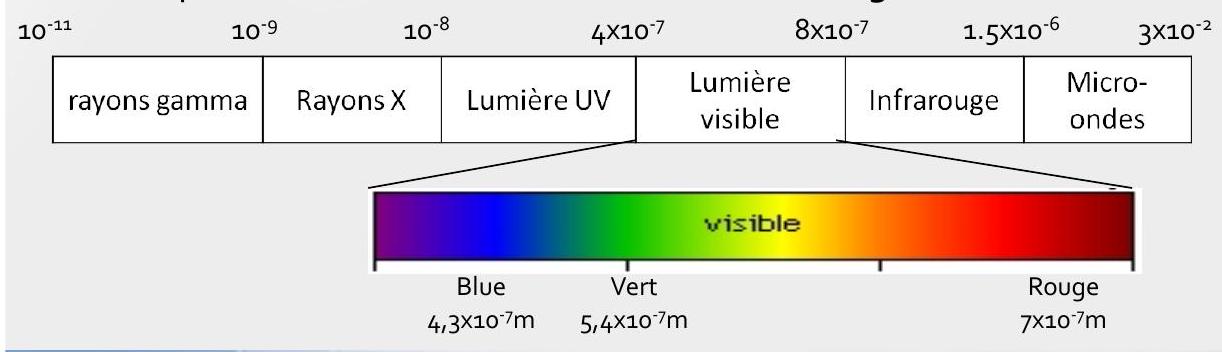 10⁻¹¹ 10⁻⁹ 10⁻⁸ 4x10⁻⁷ 8x10⁻⁷ 1.5x10⁻⁶ 3x10⁻²
rayons gamma Rayons X Lumière UV Lumière visible Infrarouge Micro-ondes
visible
Blue Vert Rouge
4,3x10⁻⁷m 5,4x10⁻⁷m 7x10⁻⁷m